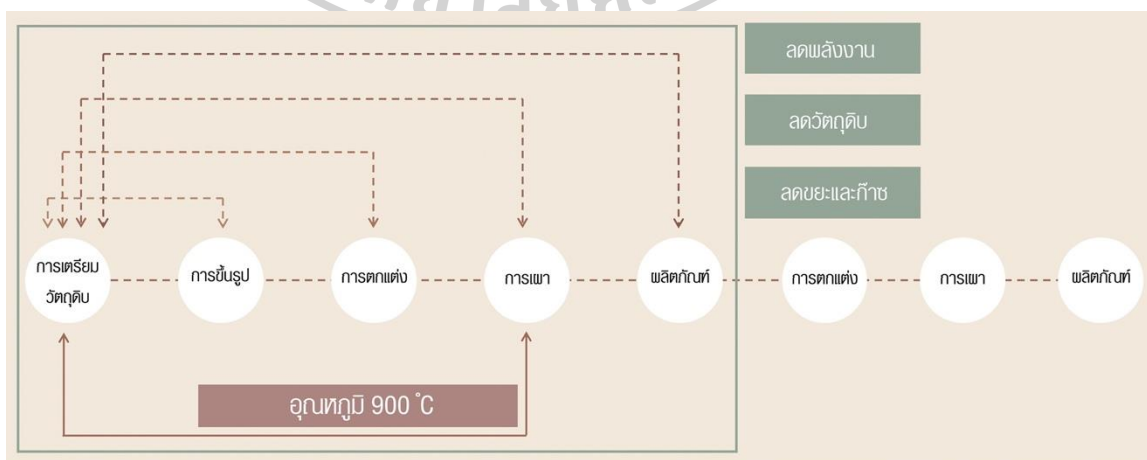 ลดพลังงาน
ลดวัตถุดิบ
ลดขยะและก๊าซ
การเตรียม
วัตถุดิบ
การขึ้นรูป
การตกแต่ง
การเผา
ผลิตภัณฑ์
การตกแต่ง
การเผา
ผลิตภัณฑ์
อุณหภูมิ 900 °C